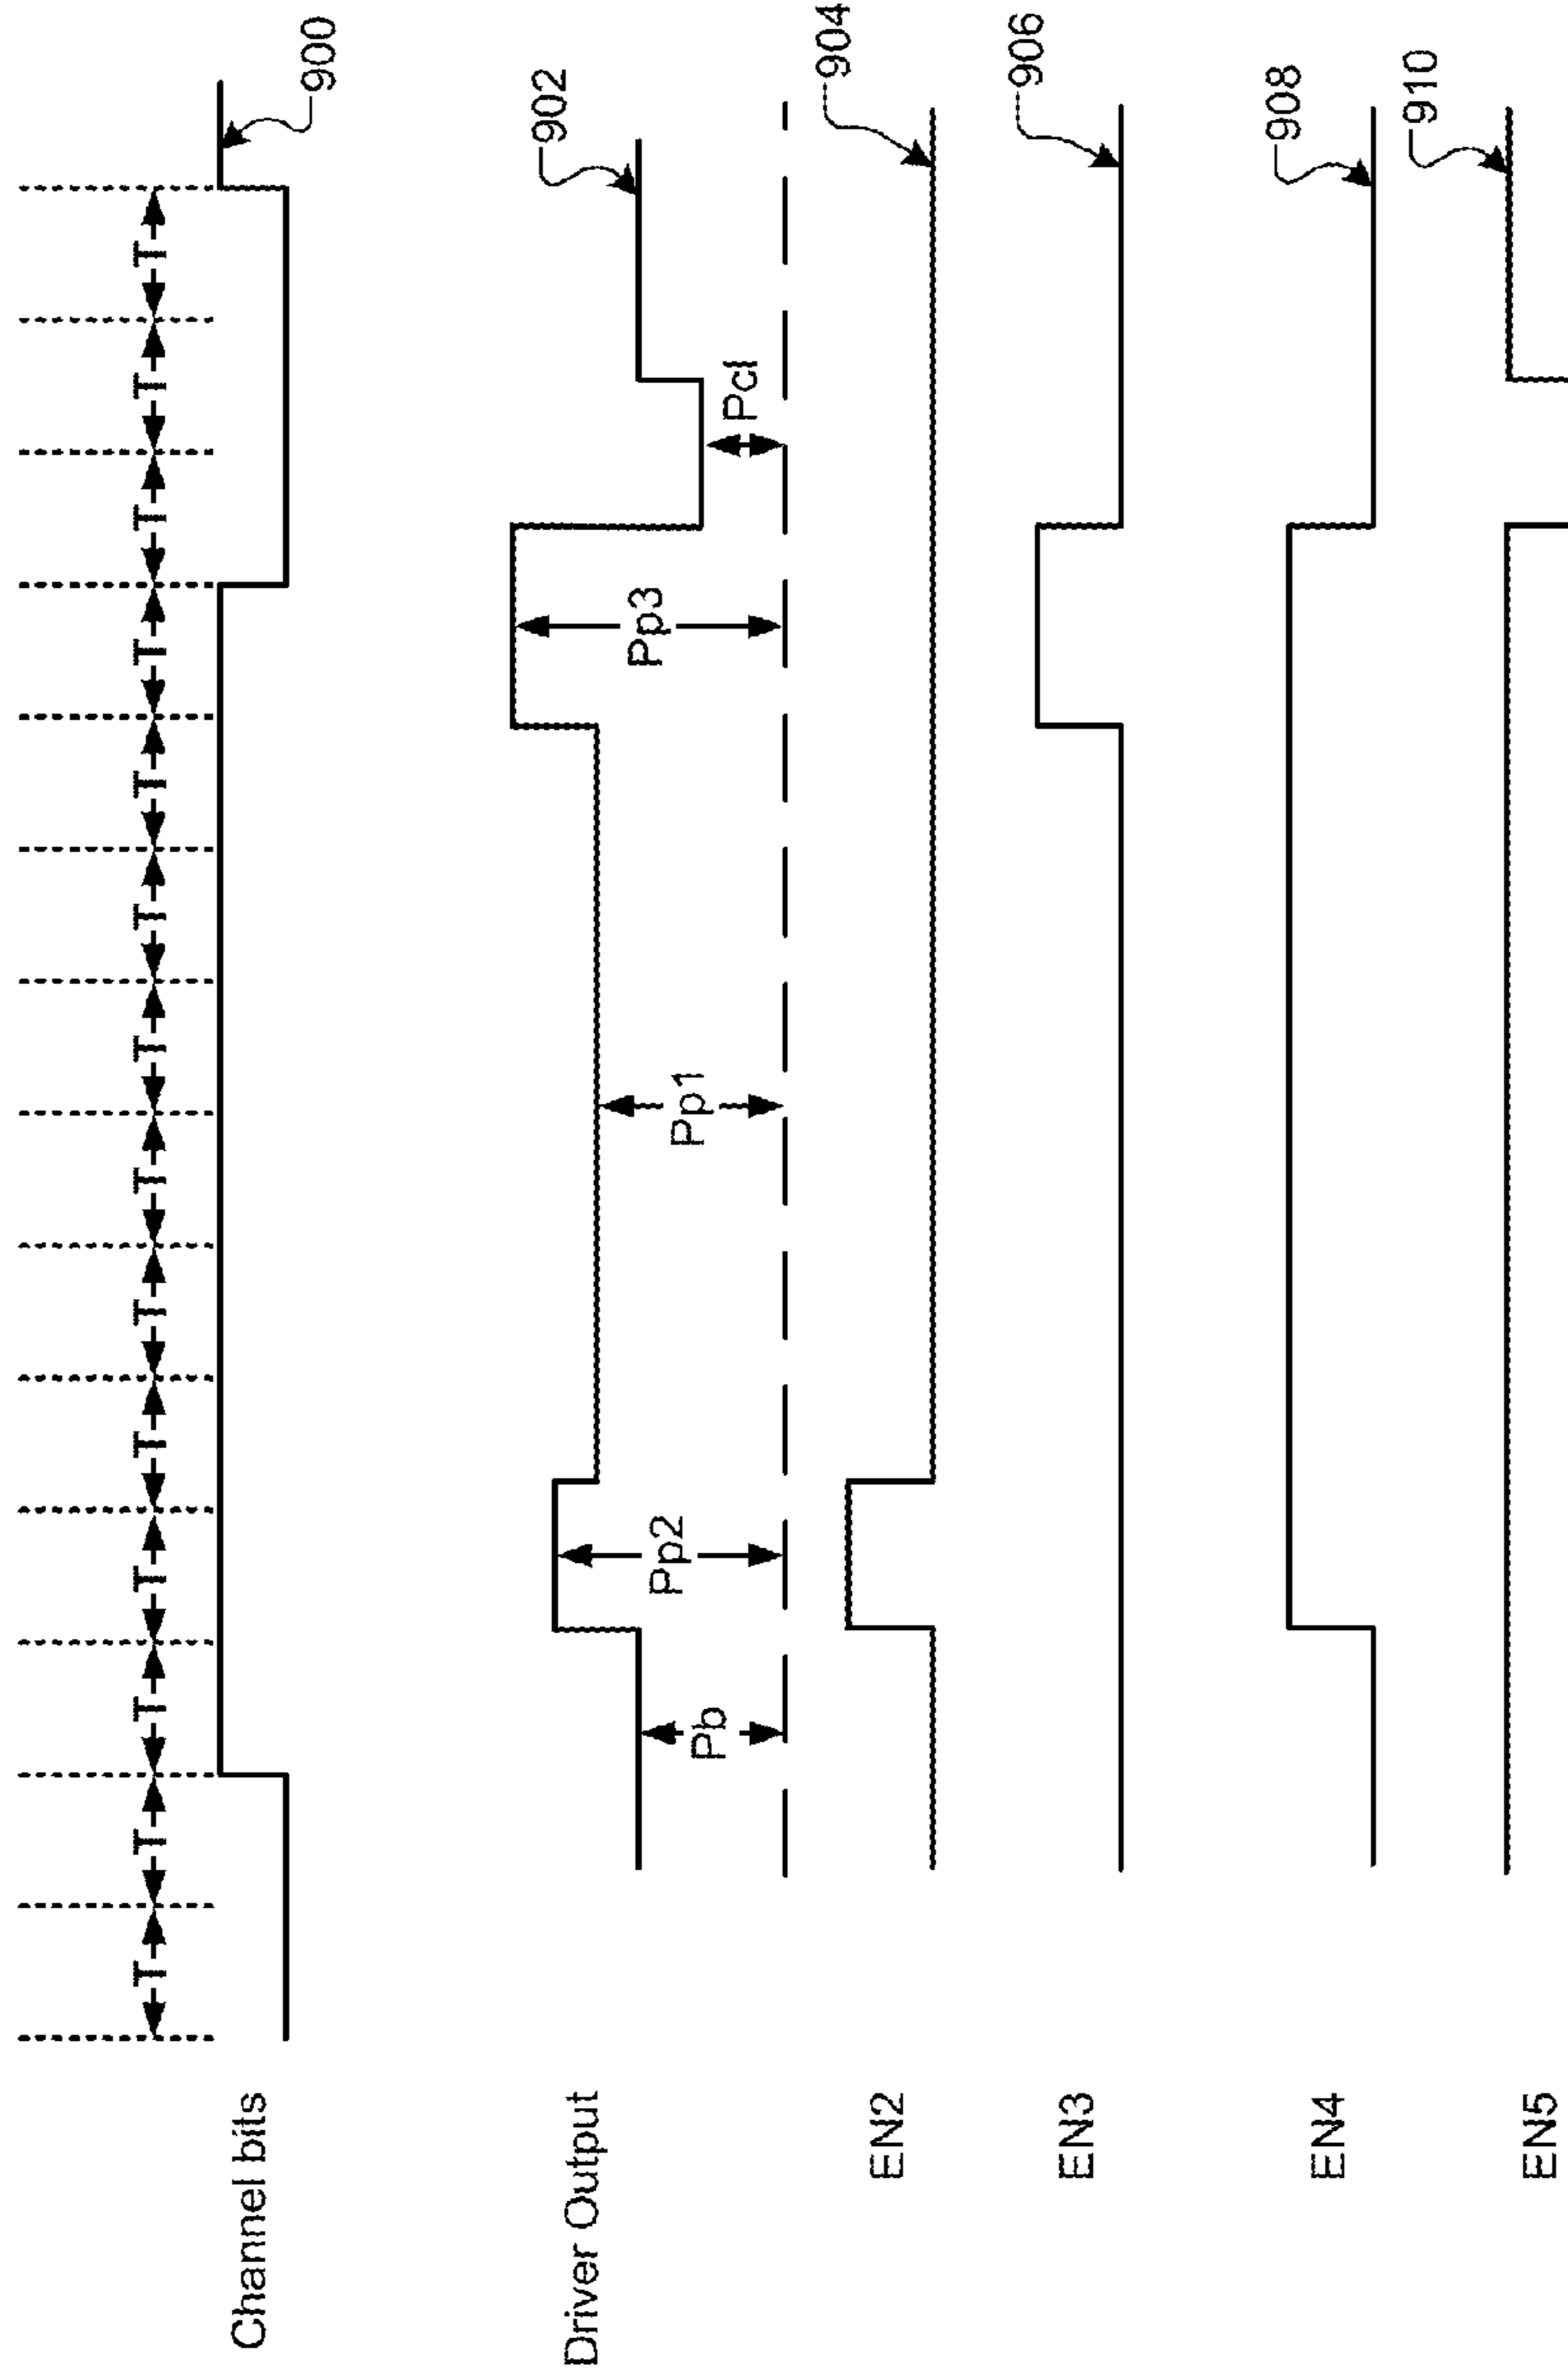 T T T T T T T T T T T T T T
Channel bits
900
Driver Output
902
Pb
Pp2
Pp1
Pp3
Pcl
EN2
904
EN3
906
EN4
908
EN5
910